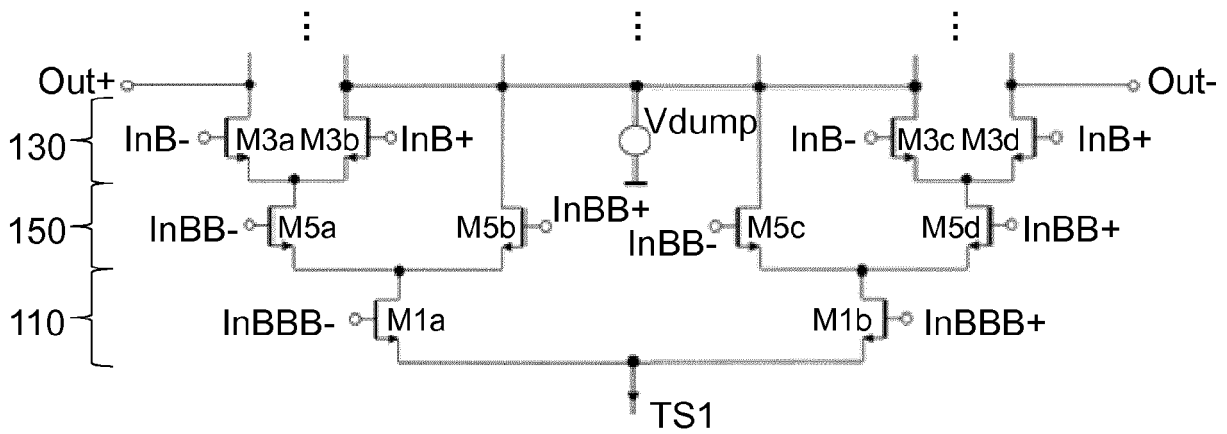 Out+
Out-
130
InB-
M3a
M3b
InB+
Vdump
InB-
M3c
M3d
InB+
150
InBB-
M5a
M5b
InBB+
InBB-
M5c
M5d
InBB+
110
InBBB-
M1a
M1b
InBBB+
TS1